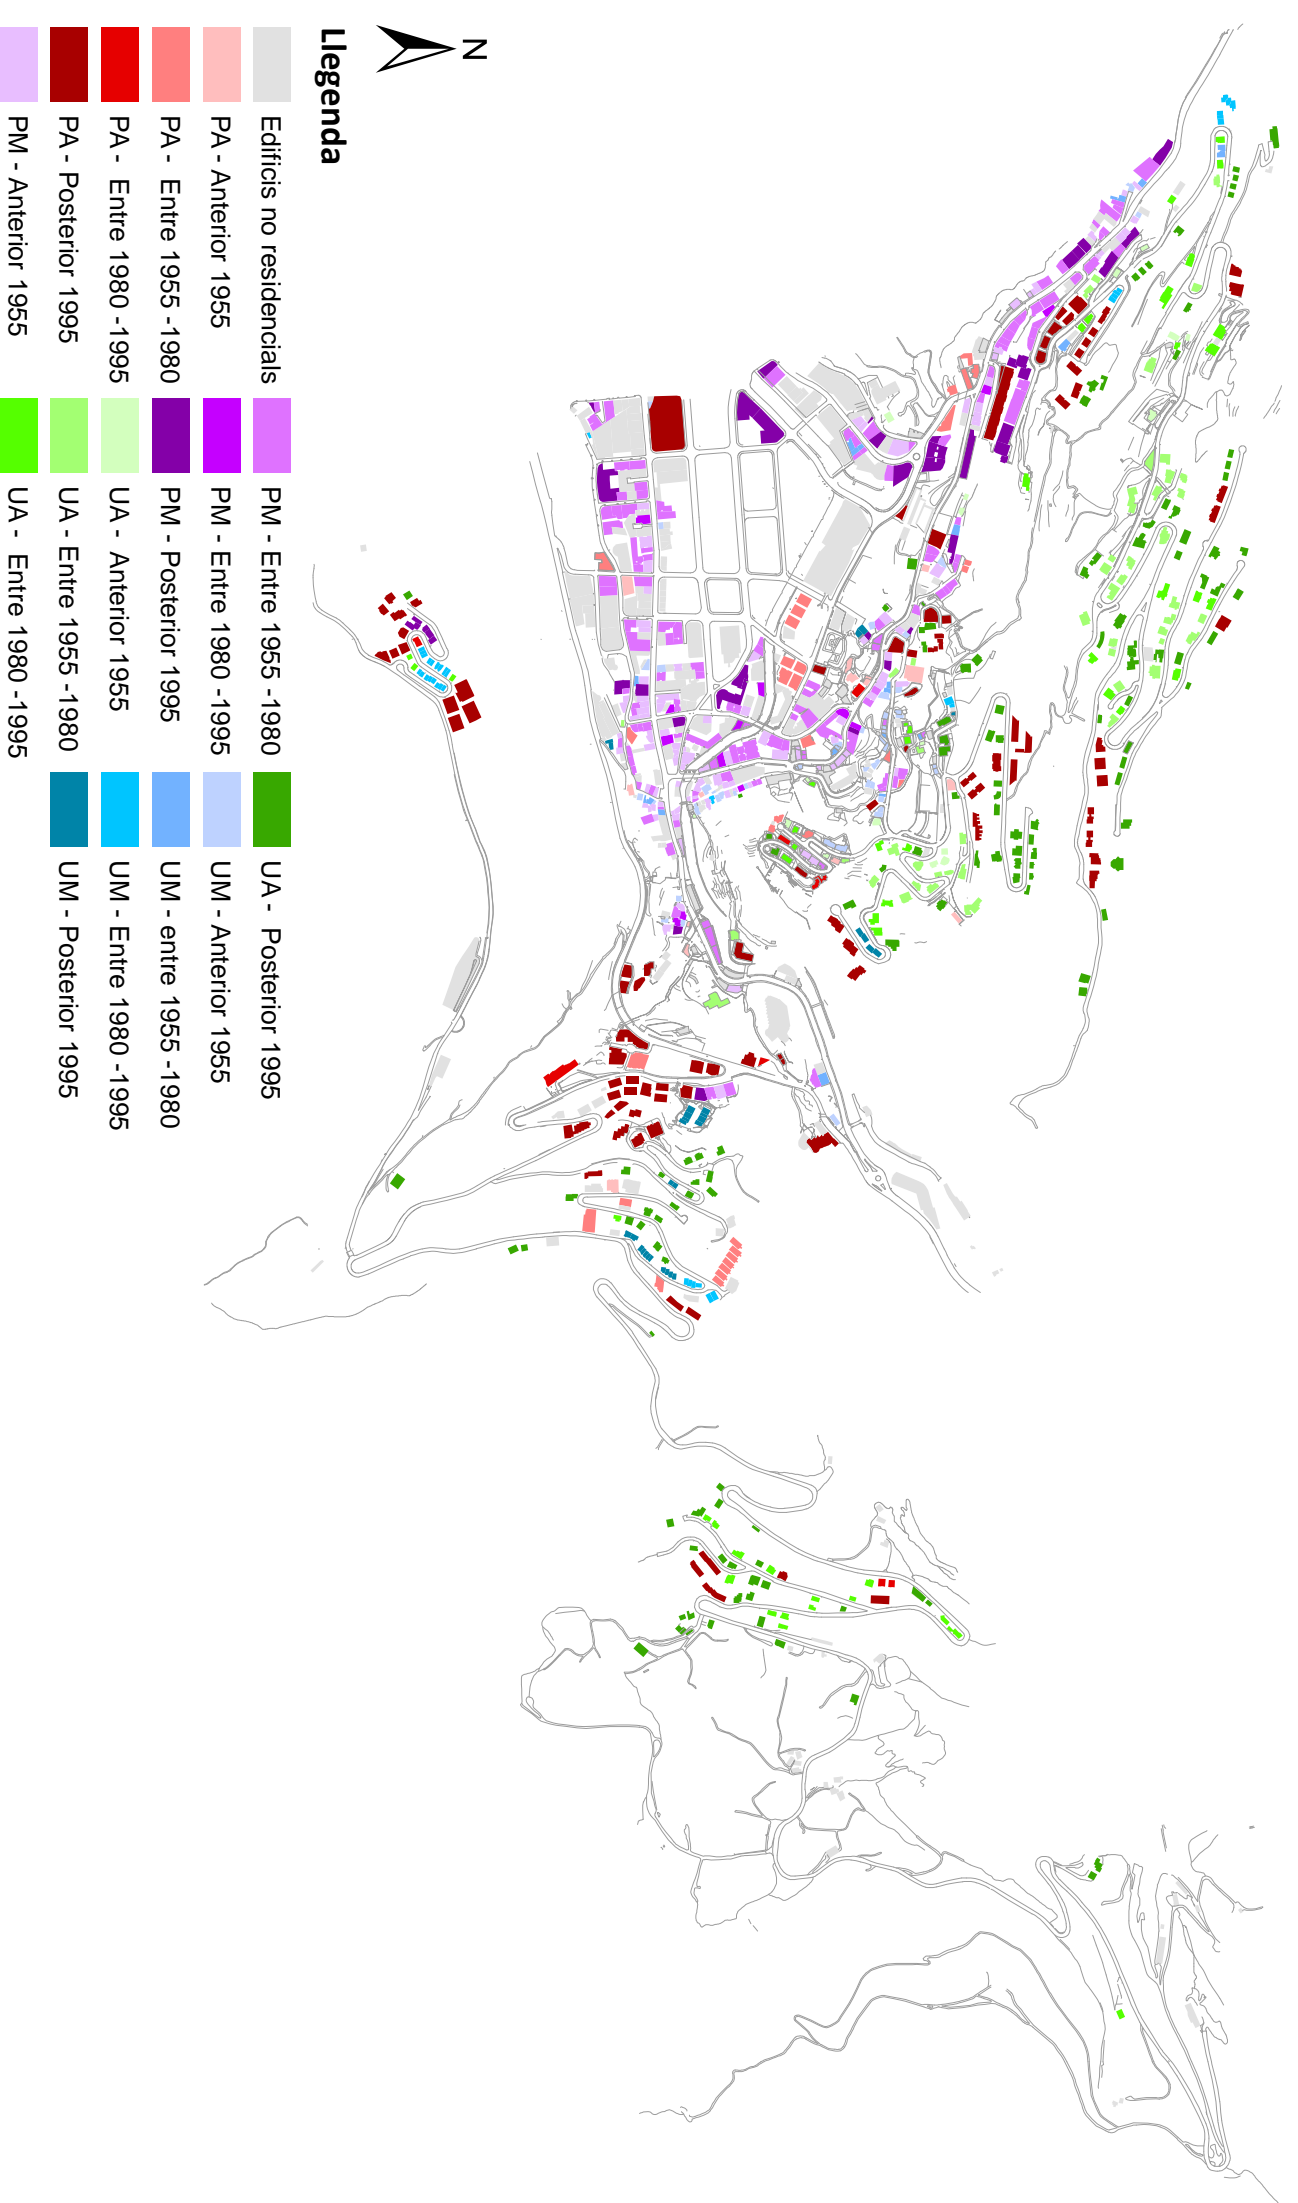 N
Llegenda
Edificis no residencials
PA - Anterior 1955
PA - Entre 1955 -1980
PA - Entre 1980 -1995
PA - Posterior 1995
PM - Anterior 1955
PM - Entre 1955 -1980
PM - Entre 1980 -1995
PM - Posterior 1995
UA - Anterior 1955
UA - Entre 1955 -1980
UA - Entre 1980 -1995
UA - Posterior 1995
UM - Anterior 1955
UM - entre 1955 -1980
UM - Entre 1980 -1995
UM - Posterior 1995